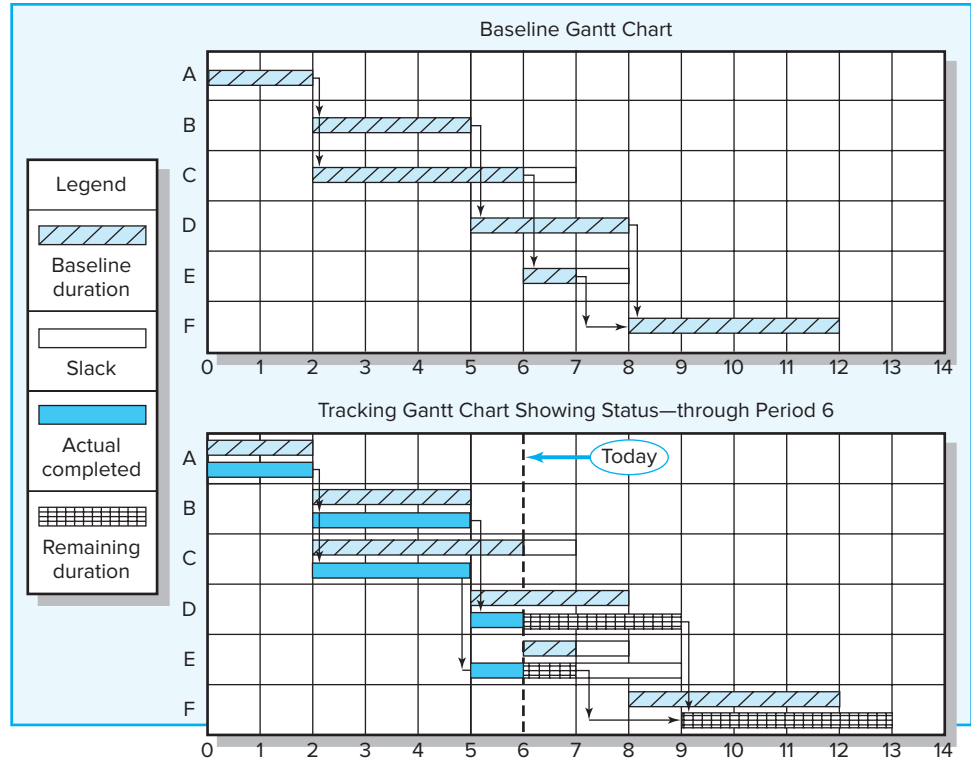 Baseline Gantt Chart
A
B
C
D
E
F
0 1 2 3 4 5 6 7 8 9 10 11 12 13 14
Legend
Baseline
duration
Slack
Actual
completed
Remaining
duration
Tracking Gantt Chart Showing Status—through Period 6
Today
A
B
C
D
E
F
0 1 2 3 4 5 6 7 8 9 10 11 12 13 14